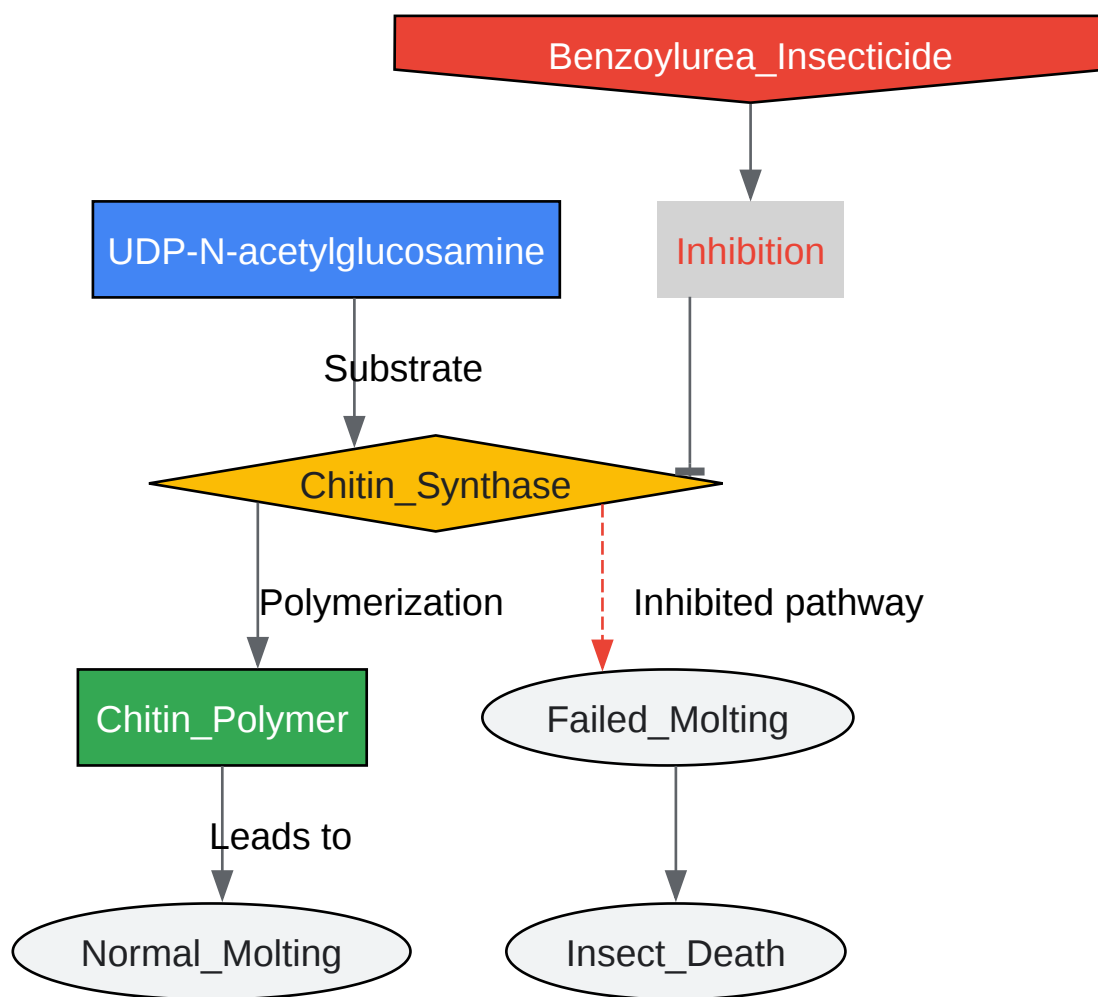 Benzoylurea_Insecticide
UDP-N-acetylglucosamine
Inhibition
Substrate
Chitin_Synthase
Polymerization
Inhibited pathway
Chitin_Polymer
Failed_Molting
Leads to
Normal_Molting
Insect_Death